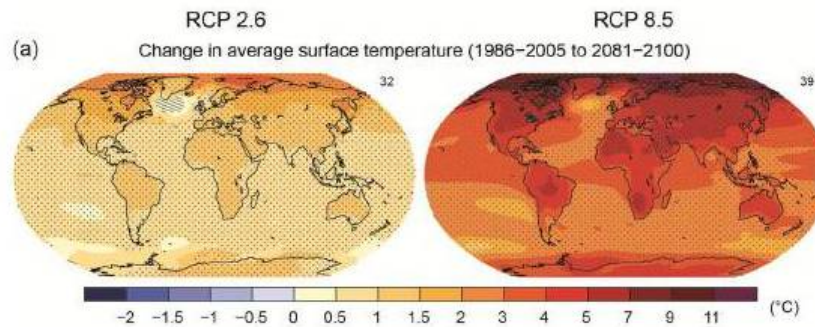 RCP 2.6 RCP 8.5
(a) Change in average surface temperature (1986−2005 to 2081−2100)
32 39
−2 −1.5 −1 −0.5 0 0.5 1 1.5 2 3 4 5 7 9 11 (°C)